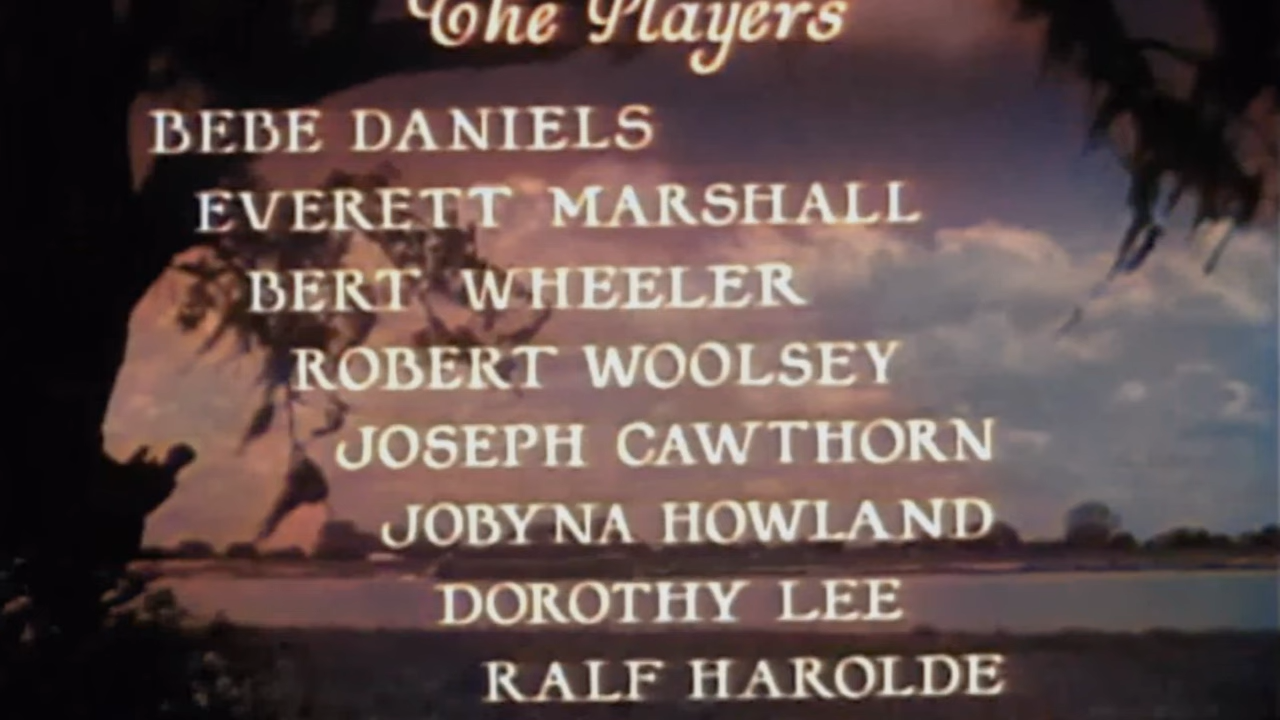 The Players
BEBE DANIELS
EVERETT MARSHALL
BERT WHEELER
ROBERT WOOLSEY
JOSEPH CAWTHORN
JOBYNA HOWLAND
DOROTHY LEE
RALF HAROLDE